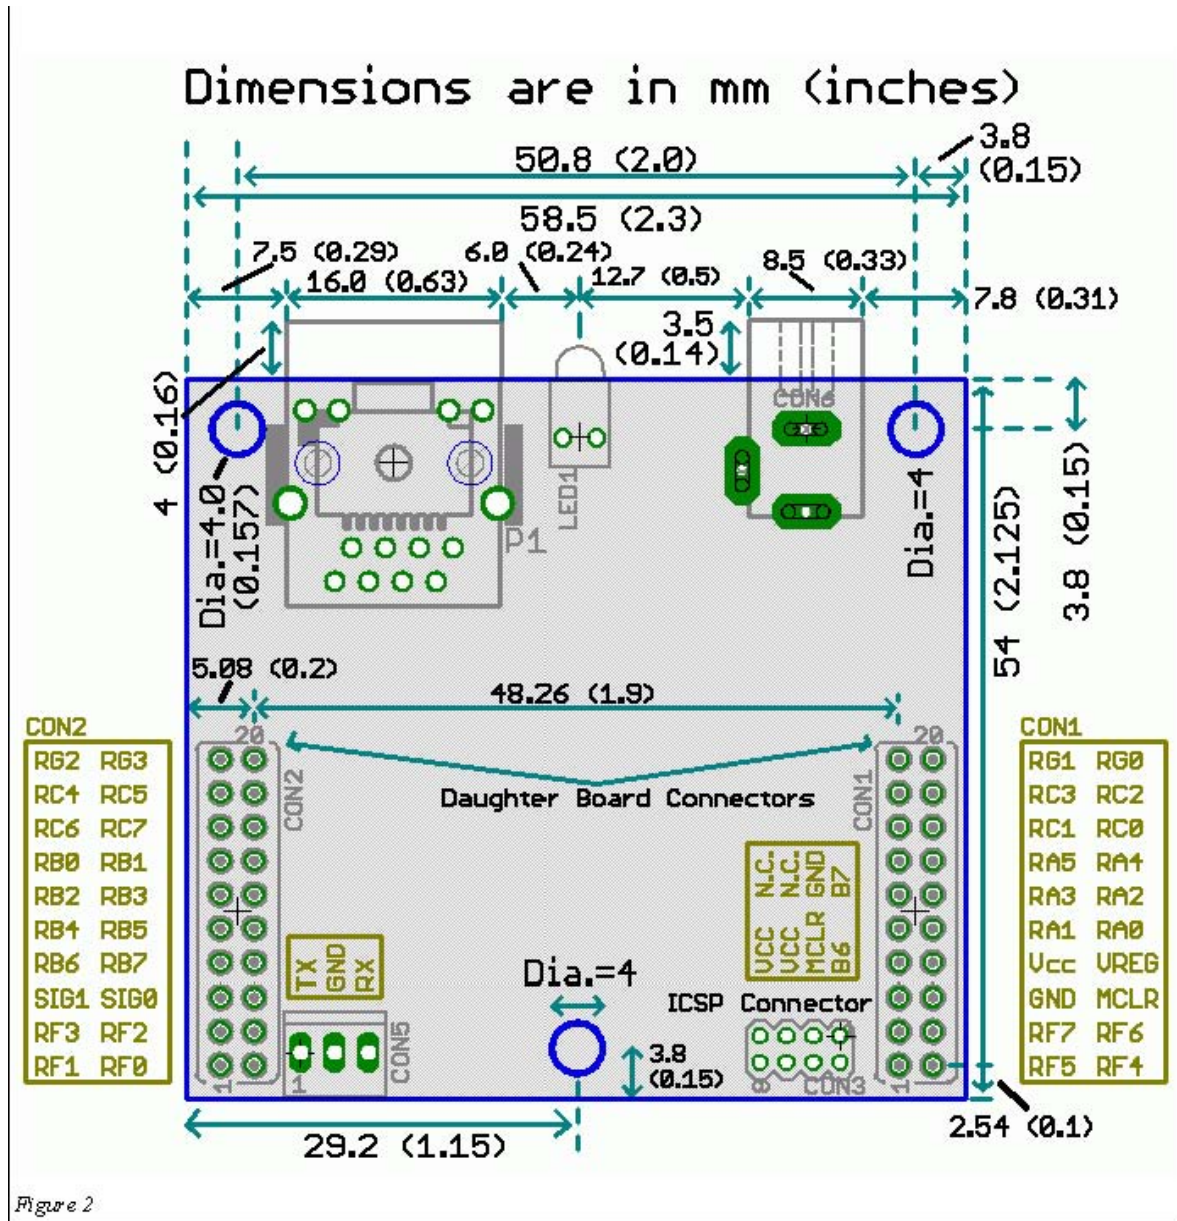 Dimensions are in mm (inches)
3.8
(0.15)
50.8 (2.0)
58.5 (2.3)
7.5 (0.29)
6.0 (0.24)
16.0 (0.63)
12.7 (0.5)
8.5 (0.33)
7.8 (0.31)
3.5
(0.14)
4 (0.16)
CON6
Dia.=4.0
(0.157)
LED1
P1
Dia.=4
54 (2.125)
3.8 (0.15)
5.08 (0.2)
48.26 (1.9)
CON2
RG2 RG3
RC4 RC5
RC6 RC7
RB0 RB1
RB2 RB3
RB4 RB5
RB6 RB7
SIG1 SIG0
RF3 RF2
RF1 RF0
20
CON2
1
Daughter Board Connectors
20
CON1
1
CON1
RG1 RG0
RC3 RC2
RC1 RC0
RA5 RA4
RA3 RA2
RA1 RA0
Vcc VREG
GND MCLR
RF7 RF6
RF5 RF4
TX
GND
RX
CON5
1
VCC N.C.
VCC N.C.
MCLR GND
B6 B7
Dia.=4
ICSP Connector
CON3
3.8
(0.15)
29.2 (1.15)
2.54 (0.1)
Figure 2